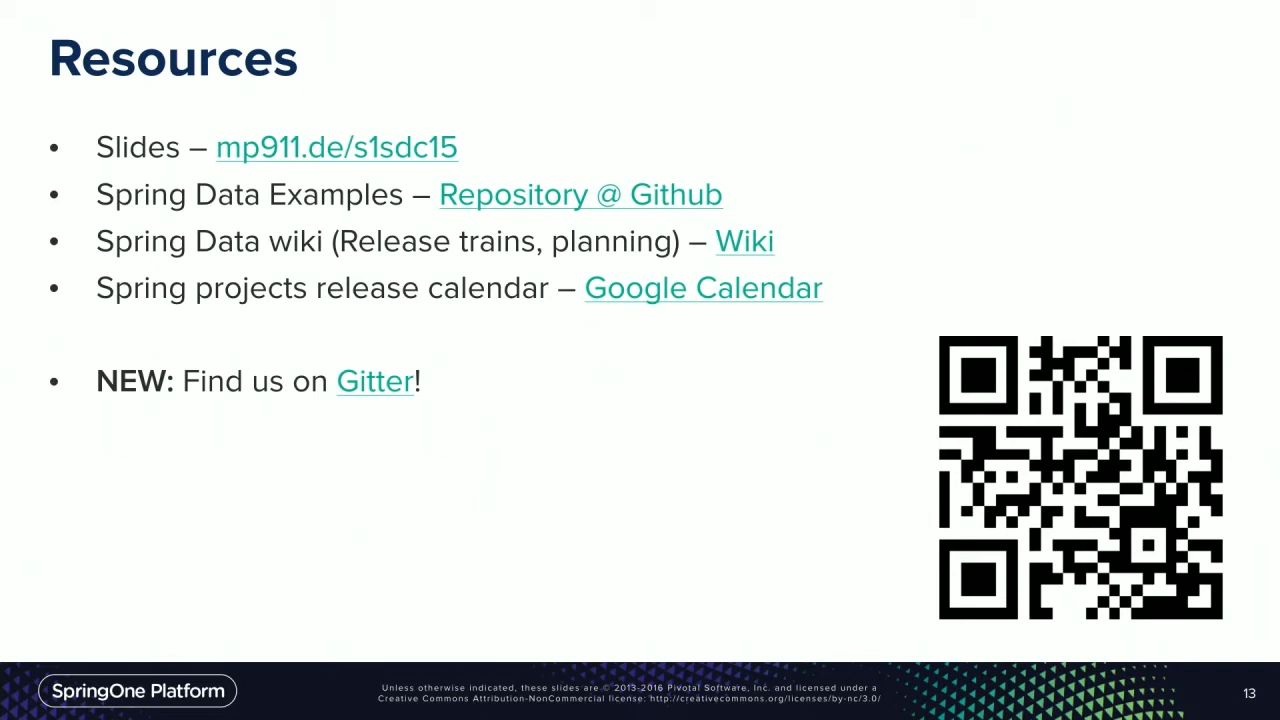 Resources
• Slides – mp911.de/s1sdc15
• Spring Data Examples – Repository @ Github
• Spring Data wiki (Release trains, planning) – Wiki
• Spring projects release calendar – Google Calendar
• NEW: Find us on Gitter!
SpringOne Platform
Unless otherwise indicated, these slides are © 2013-2016 Pivotal Software, Inc. and licensed under a
Creative Commons Attribution-NonCommercial license: http://creativecommons.org/licenses/by-nc/3.0/
13